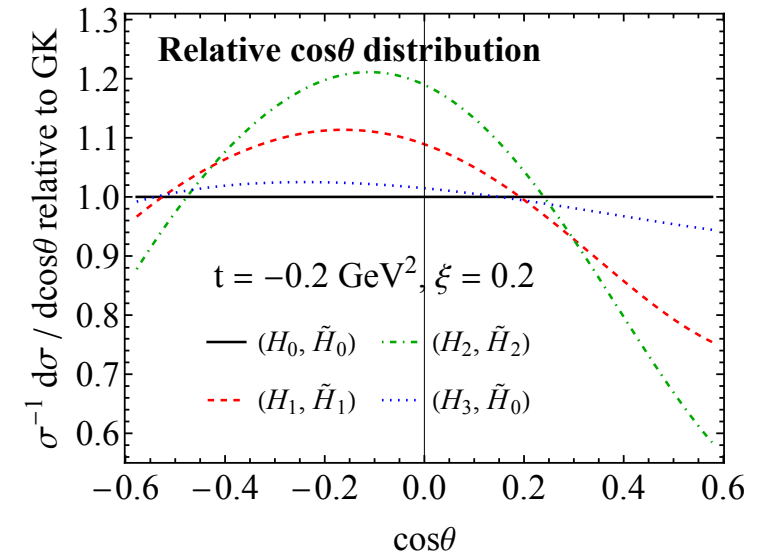 Relative cosθ distribution
σ⁻¹ dσ / dcosθ relative to GK
1.3
1.2
1.1
1.0
0.9
0.8
0.7
0.6
t = −0.2 GeV², ξ = 0.2
(H₀, H̃₀) (H₂, H̃₂)
(H₁, H̃₁) (H₃, H̃₀)
−0.6 −0.4 −0.2 0.0 0.2 0.4 0.6
cosθ